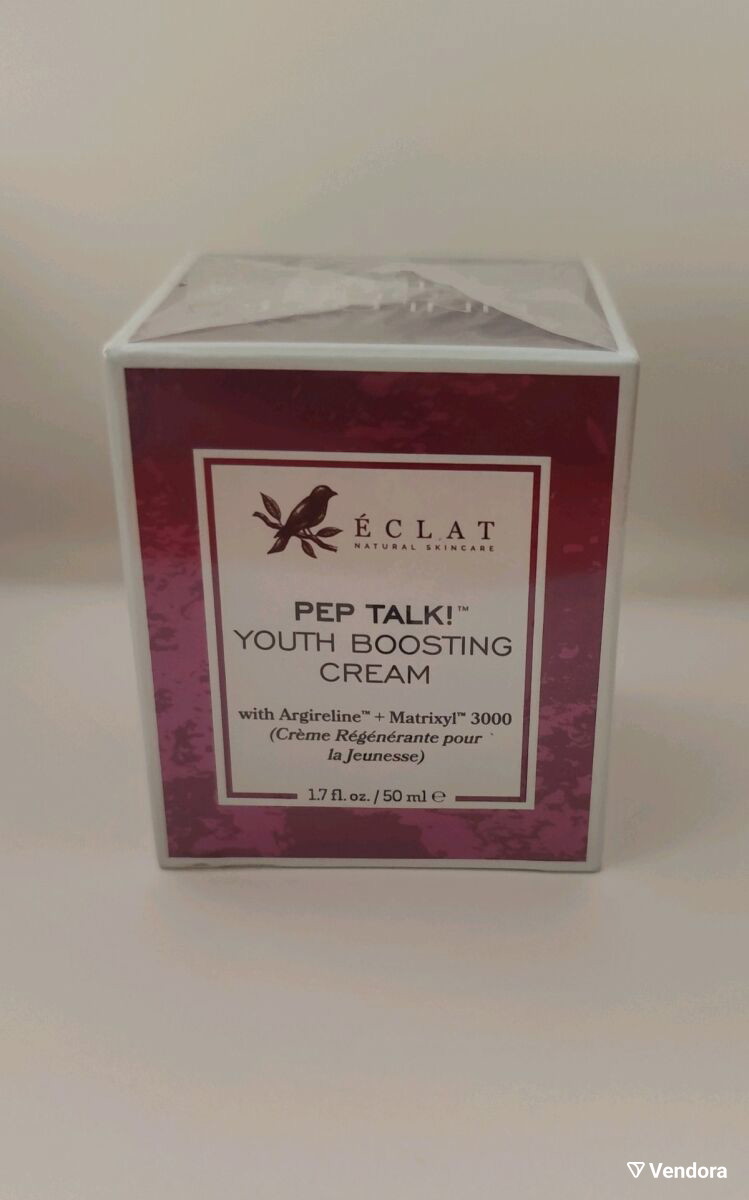 ÉCLAT
NATURAL SKINCARE
PEP TALK!™
YOUTH BOOSTING
CREAM
with Argireline™ + Matrixyl™ 3000
(Crème Régénérante pour
la Jeunesse)
1.7 fl. oz. / 50 ml ℮
Vendora